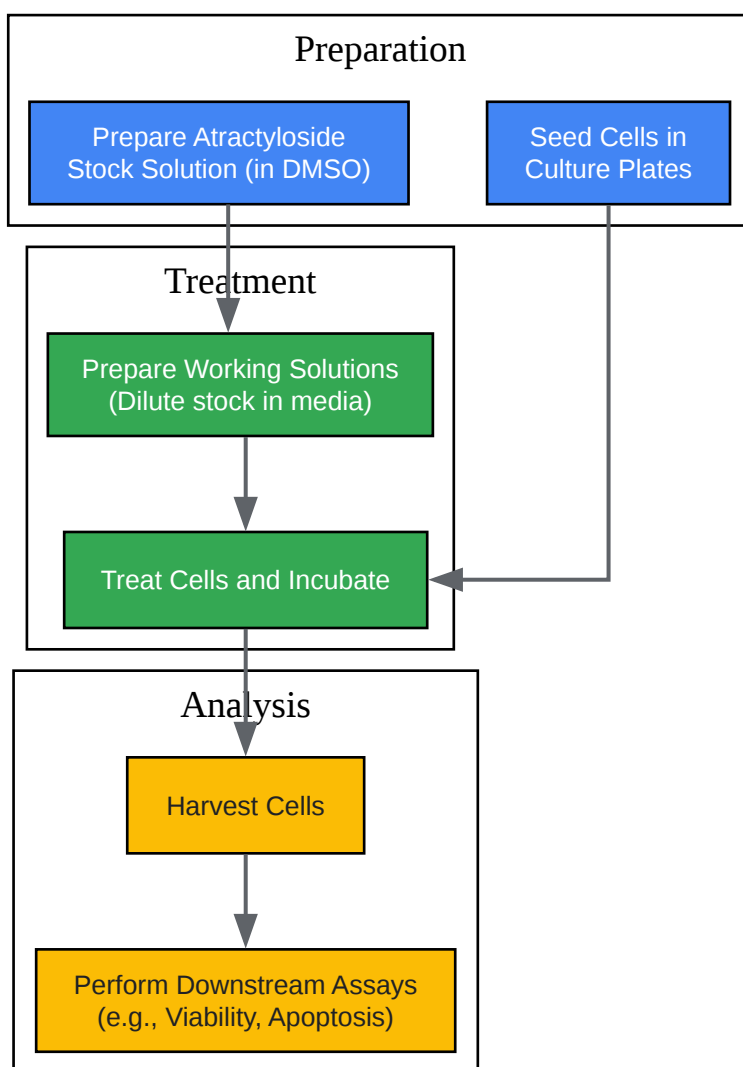 Preparation
Prepare Atractyloside
Stock Solution (in DMSO)
Seed Cells in
Culture Plates
Treatment
Prepare Working Solutions
(Dilute stock in media)
Treat Cells and Incubate
Analysis
Harvest Cells
Perform Downstream Assays
(e.g., Viability, Apoptosis)